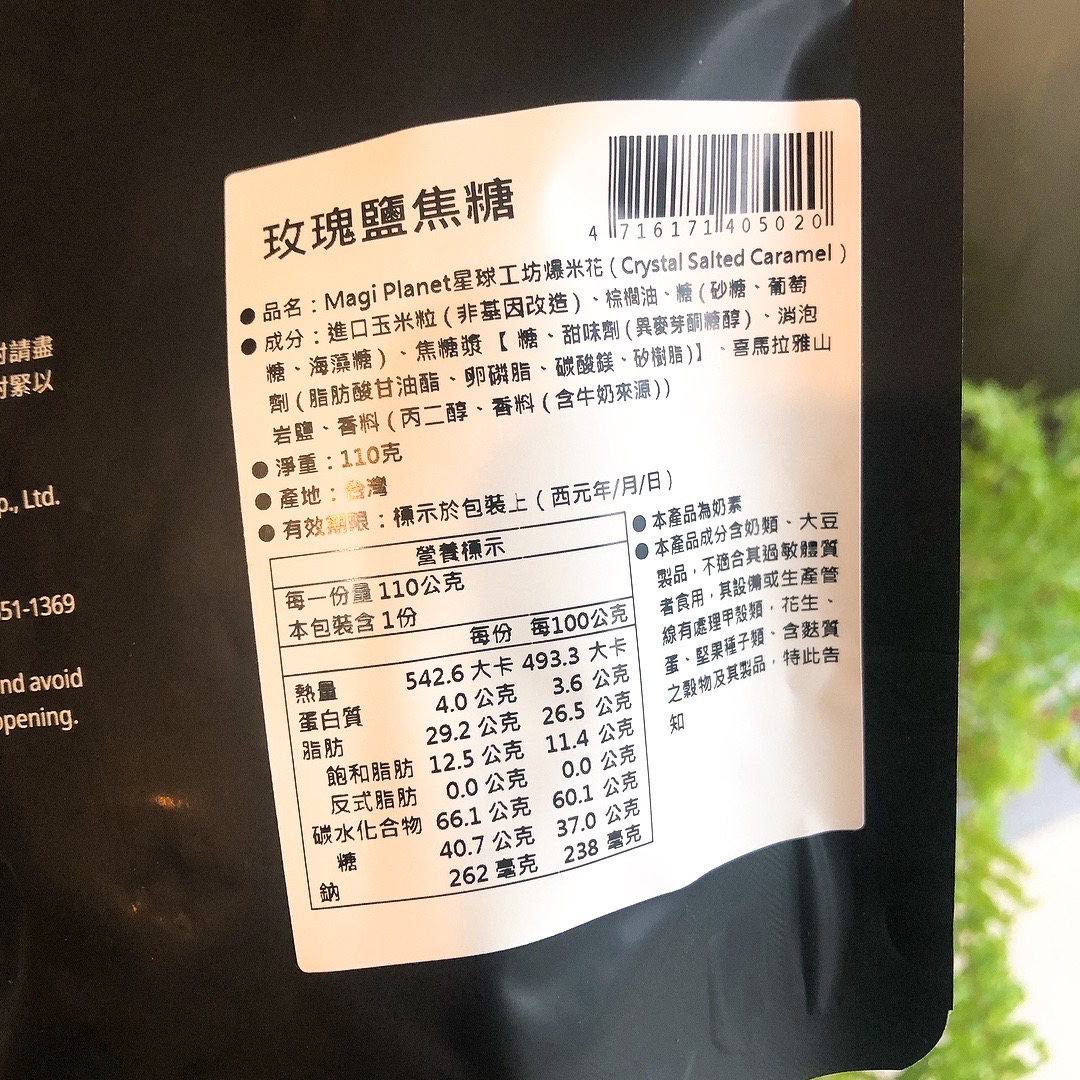 討請盡
討緊以
p., Ltd.
51-1369
nd avoid
opening.
玫瑰鹽焦糖
4 716171 405020
●品名：Magi Planet星球工坊爆米花(Crystal Salted Caramel)
●成分：進口玉米粒(非基因改造)、棕櫚油、糖(砂糖、葡萄
糖、海藻糖)、焦糖漿【糖、甜味劑(異麥芽酮糖醇)、消泡
劑(脂肪酸甘油酯、卵磷脂、碳酸鎂、矽樹脂)】、喜馬拉雅山
岩鹽、香料(丙二醇、香料(含牛奶來源))
●淨重：110克
●產地：台灣
●有效期限：標示於包裝上(西元年/月/日)
營養標示
每一份量 110公克
本包裝含 1份
每份 每100公克
熱量 542.6 大卡 493.3 大卡
蛋白質 4.0 公克 3.6 公克
脂肪 29.2 公克 26.5 公克
飽和脂肪 12.5 公克 11.4 公克
反式脂肪 0.0 公克 0.0 公克
碳水化合物 66.1 公克 60.1 公克
糖 40.7 公克 37.0 公克
鈉 262 毫克 238 毫克
●本產品為奶素
●本產品成分含奶類、大豆
製品，不適合其過敏體質
者食用，其設備或生產管
線有處理甲殼類，花生、
蛋、堅果種子類、含麩質
之穀物及其製品，特此告
知